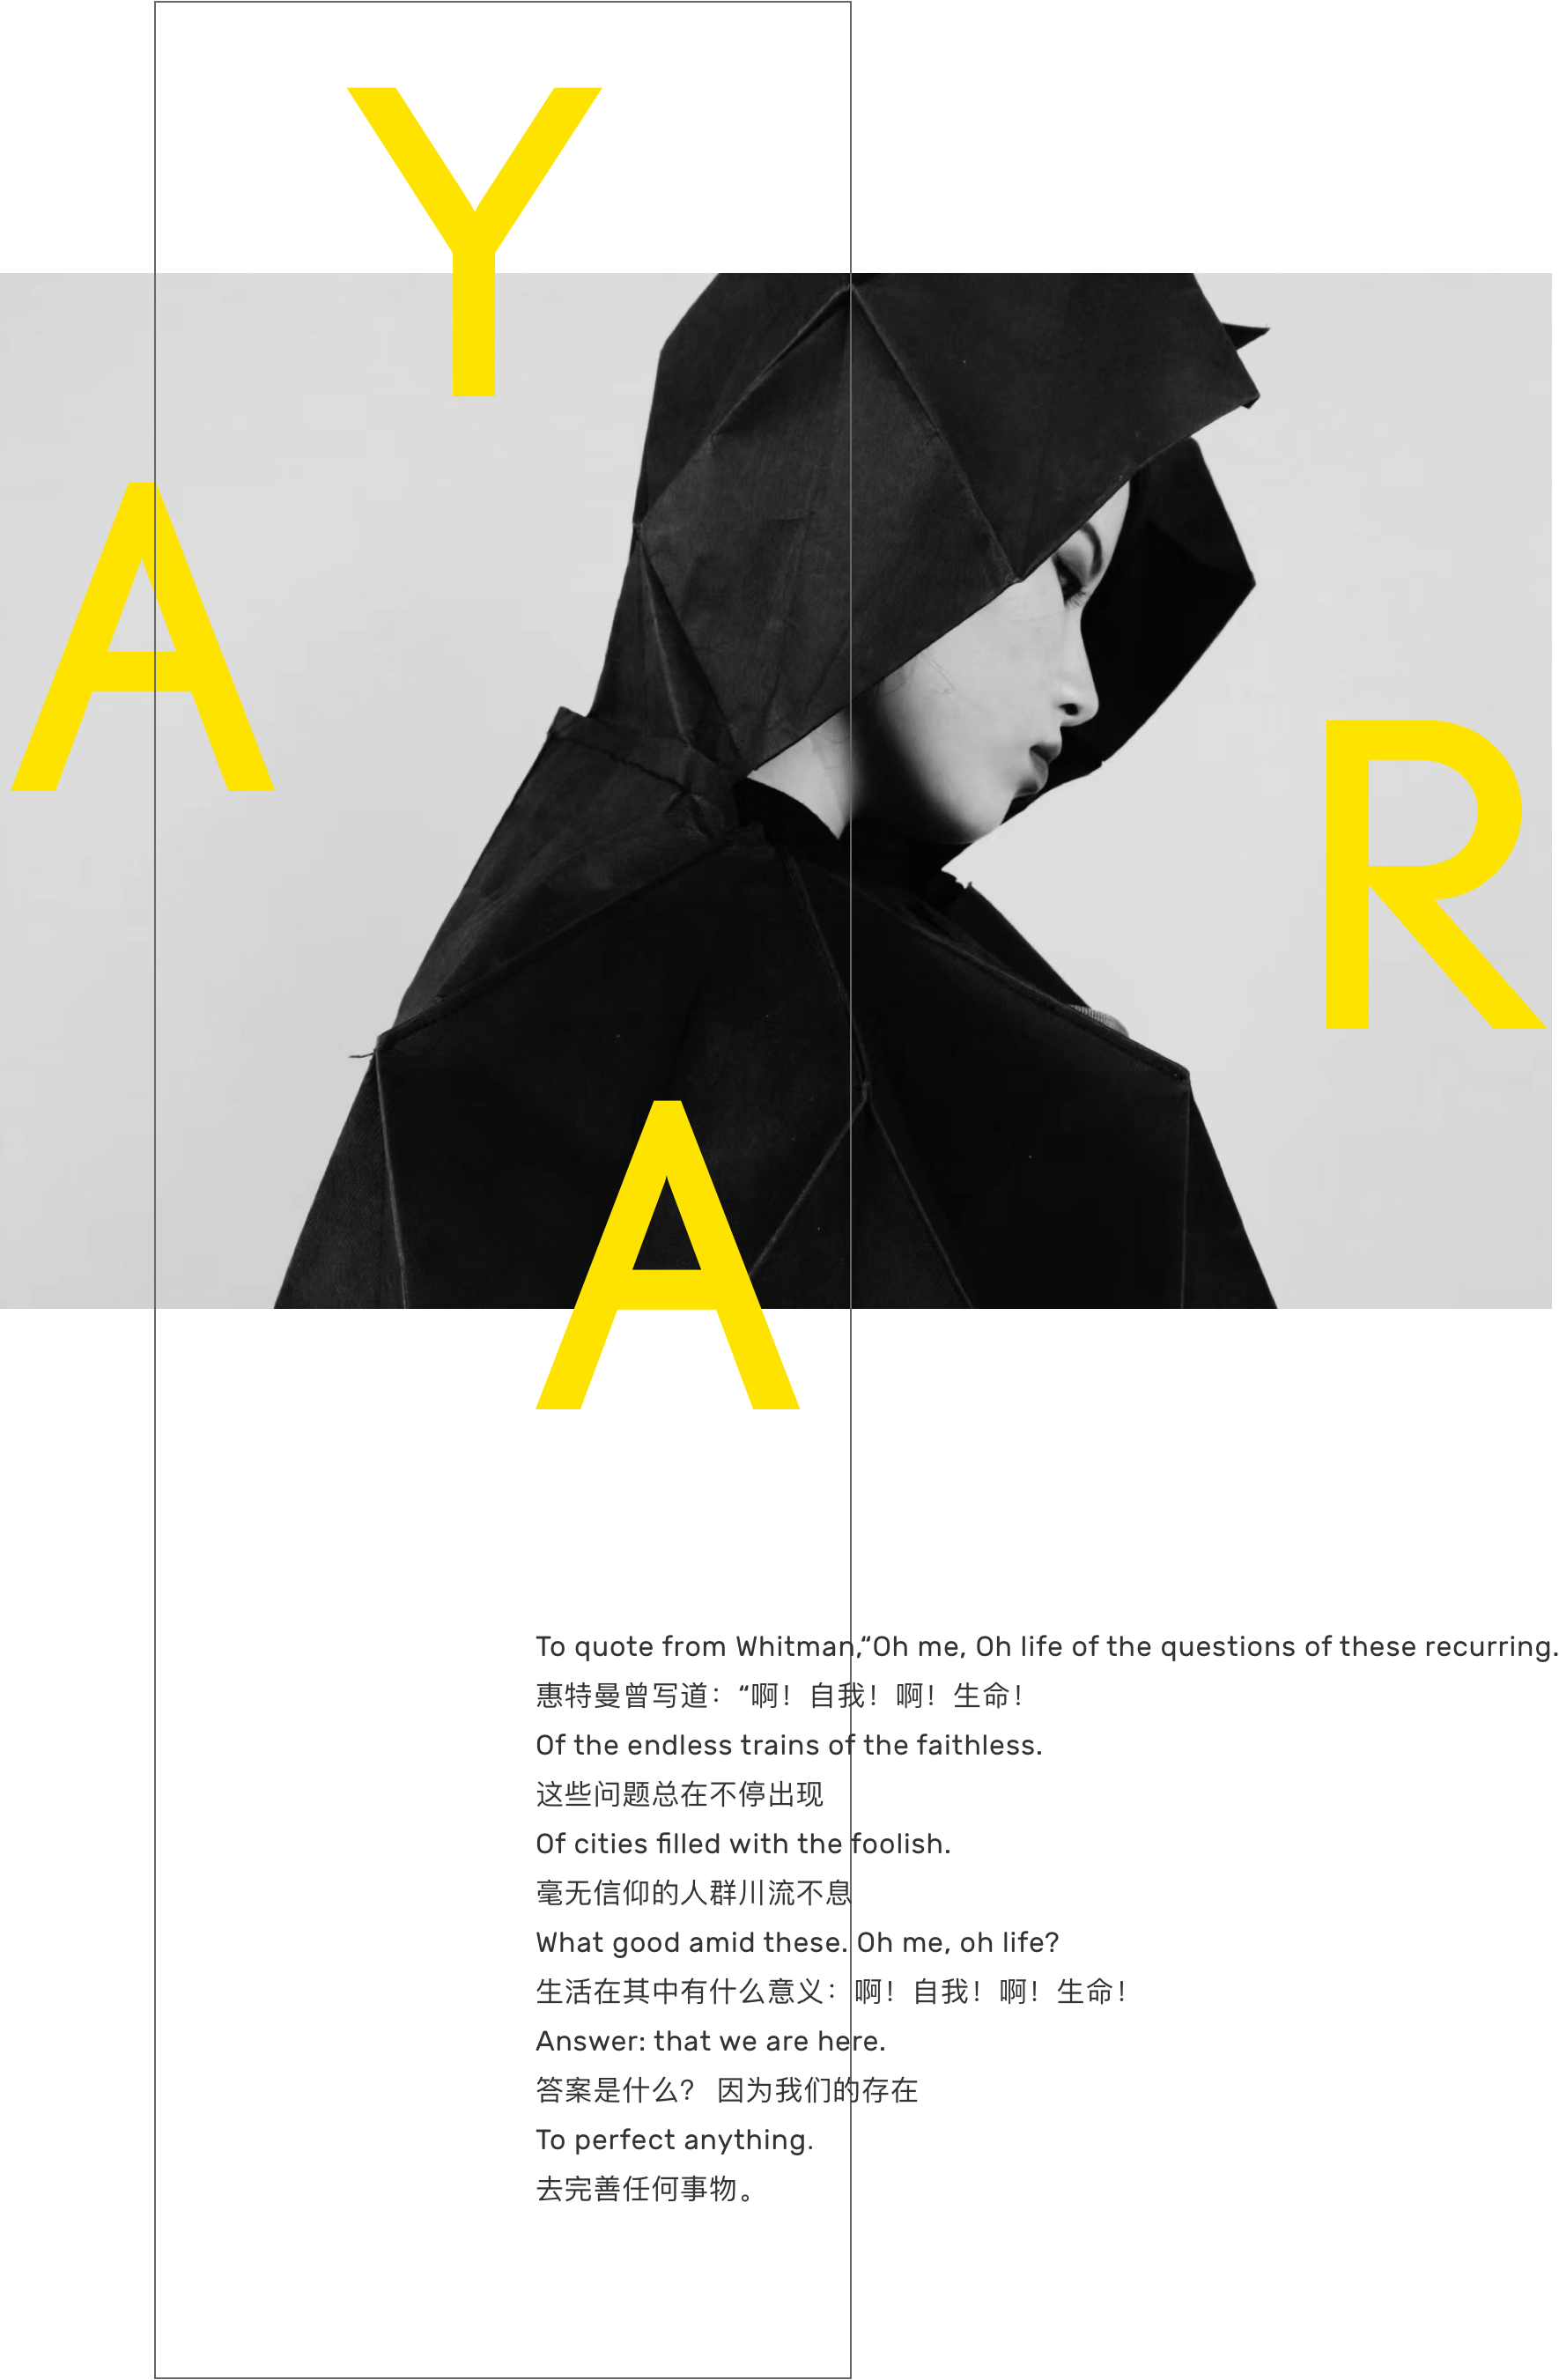 Y
A
R
A
To quote from Whitman,“Oh me, Oh life of the questions of these recurring.
惠特曼曾写道：“啊！自我！啊！生命！
Of the endless trains of the faithless.
这些问题总在不停出现
Of cities filled with the foolish.
毫无信仰的人群川流不息
What good amid these. Oh me, oh life?
生活在其中有什么意义：啊！自我！啊！生命！
Answer: that we are here.
答案是什么？ 因为我们的存在
To perfect anything.
去完善任何事物。